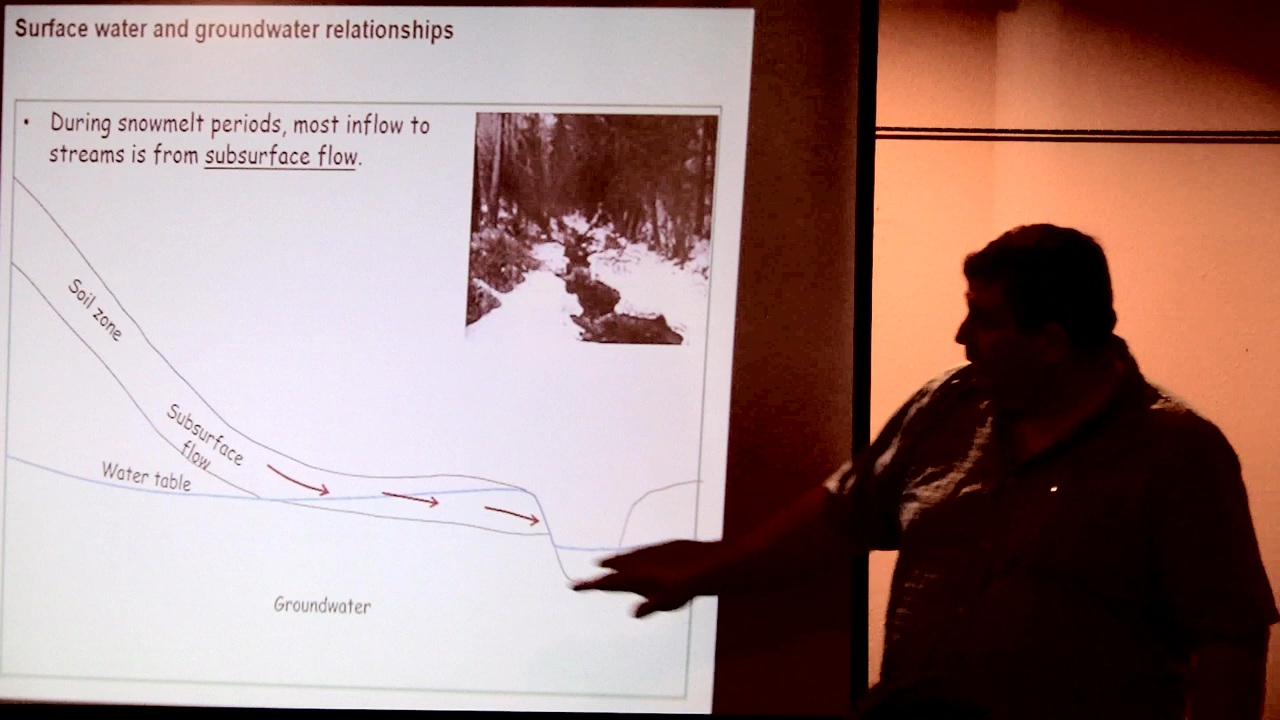 Surface water and groundwater relationships
• During snowmelt periods, most inflow to
streams is from subsurface flow.
Soil zone
Subsurface
flow
Water table
Groundwater